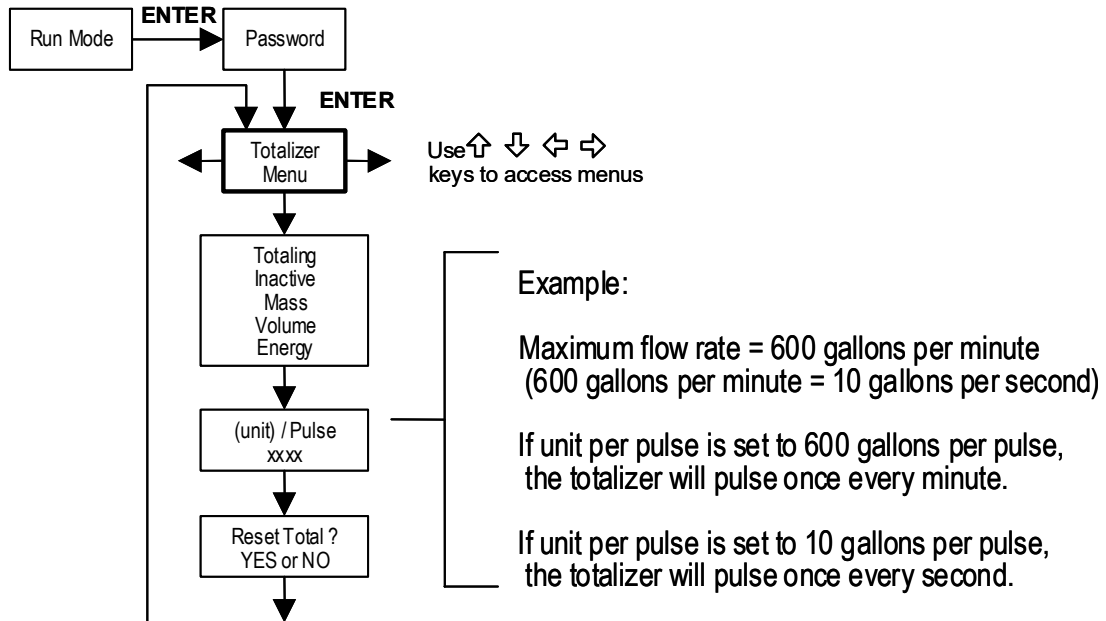 ENTER
Run Mode
Password
ENTER
Totalizer
Menu
Use
keys to access menus
Totaling
Inactive
Mass
Volume
Energy
(unit) / Pulse
xxxx
Reset Total ?
YES or NO
Example:
Maximum flow rate = 600 gallons per minute
(600 gallons per minute = 10 gallons per second)
If unit per pulse is set to 600 gallons per pulse,
the totalizer will pulse once every minute.
If unit per pulse is set to 10 gallons per pulse,
the totalizer will pulse once every second.